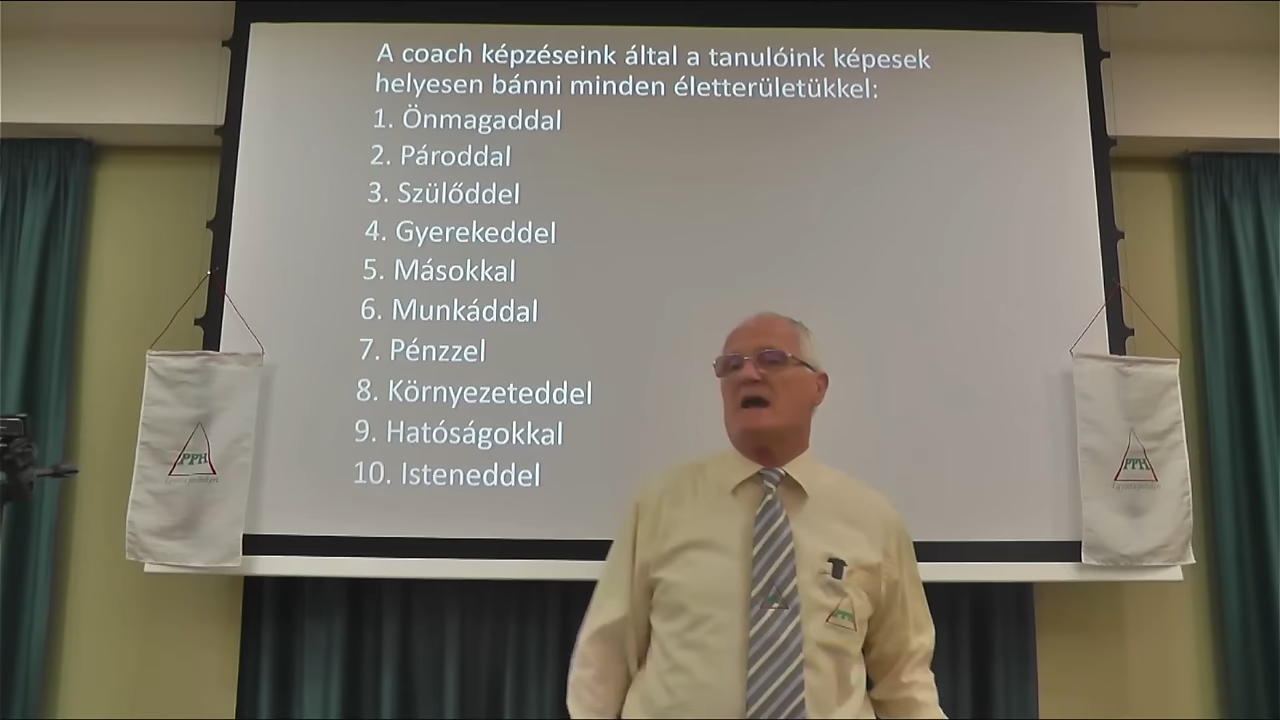 A coach képzéseink által a tanulóink képesek
helyesen bánni minden életterületükkel:
1. Önmagaddal
2. Pároddal
3. Szülőddel
4. Gyerekeddel
5. Másokkal
6. Munkáddal
7. Pénzzel
8. Környezeteddel
9. Hatóságokkal
10. Isteneddel
PPH
PPH
PPH